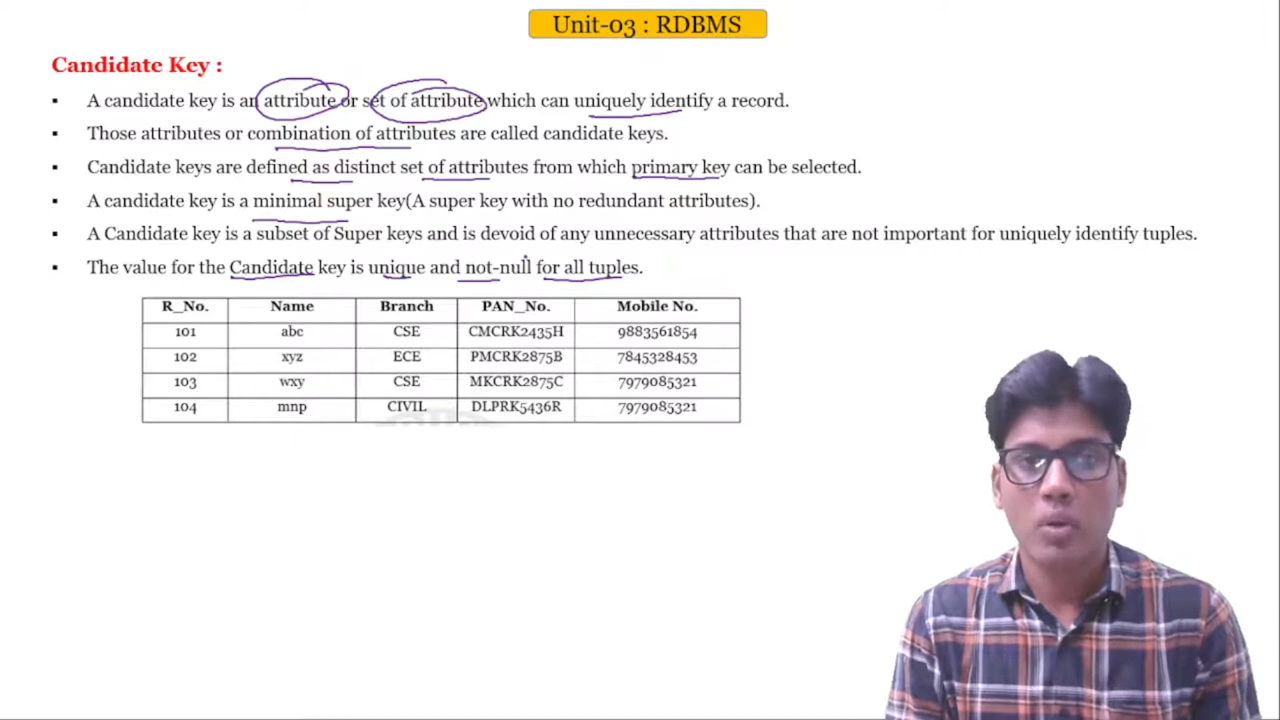 Unit-03 : RDBMS
Candidate Key :
▪ A candidate key is an attribute or set of attribute which can uniquely identify a record.
▪ Those attributes or combination of attributes are called candidate keys.
▪ Candidate keys are defined as distinct set of attributes from which primary key can be selected.
▪ A candidate key is a minimal super key(A super key with no redundant attributes).
▪ A Candidate key is a subset of Super keys and is devoid of any unnecessary attributes that are not important for uniquely identify tuples.
▪ The value for the Candidate key is unique and not-null for all tuples.
R_No. Name Branch PAN_No. Mobile No.
101 abc CSE CMCRK2435H 9883561854
102 xyz ECE PMCRK2875B 7845328453
103 wxy CSE MKCRK2875C 7979085321
104 mnp CIVIL DLPRK5436R 7979085321